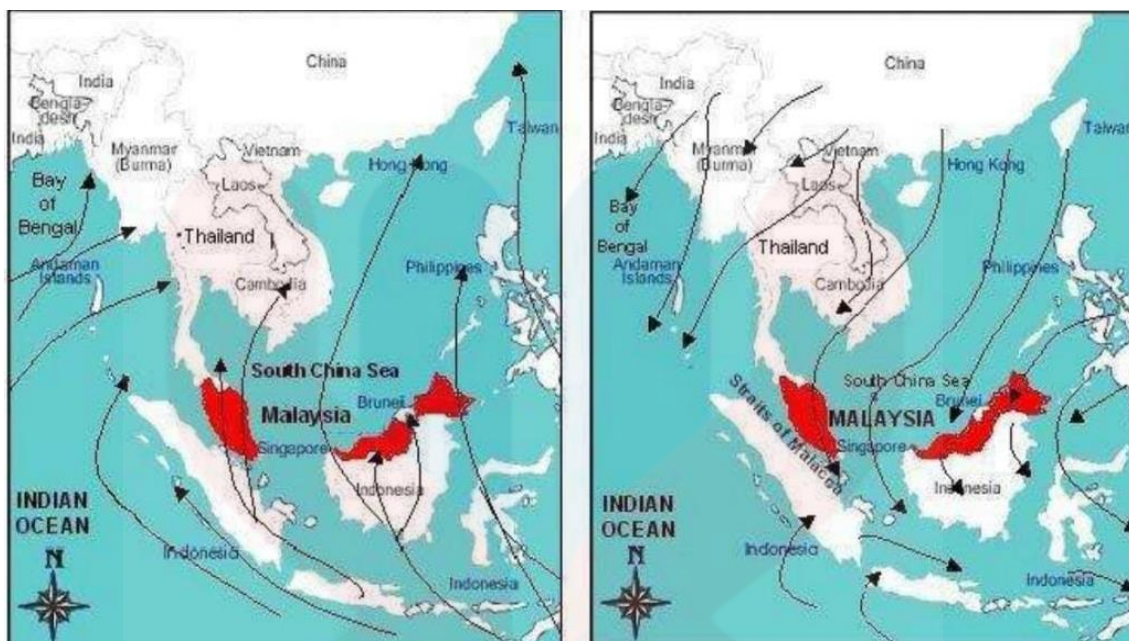 China
India
Bengla-
desh
India
Myanmar
(Burma)
Vietnam
Laos
Hong Kong
Taiwan
Bay
of
Bengal
Thailand
Andaman
Islands
Cambodia
Philippines
South China Sea
Malaysia
Brunei
Singapore
Indonesia
INDIAN
OCEAN
N
Indonesia
Indonesia
China
India
Bengla-
desh
India
Myanmar
(Burma)
Vietnam
Laos
Hong Kong
Taiwan
Bay
of
Bengal
Thailand
Andaman
Islands
Cambodia
Philippines
South China Sea
Straits of Malacca
Brunei
MALAYSIA
Singapore
Indonesia
INDIAN
OCEAN
N
Indonesia
Indonesia